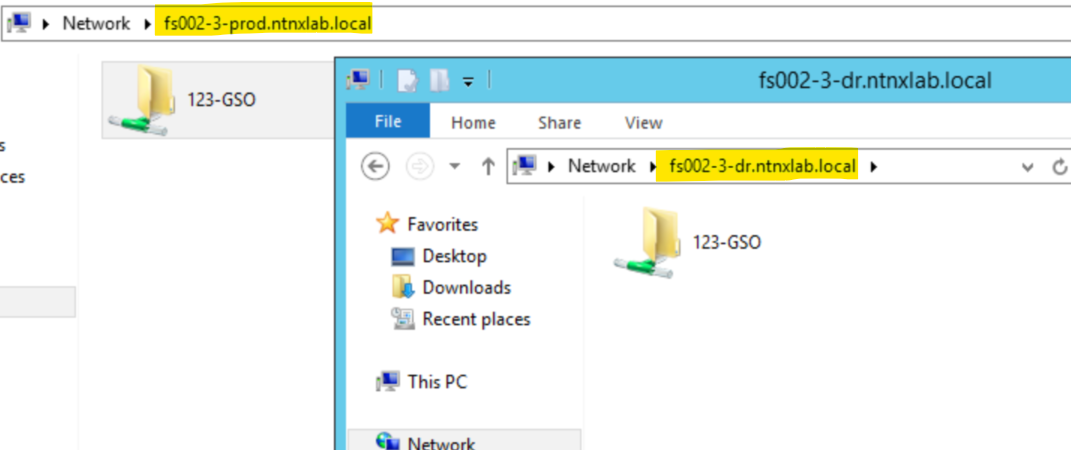 Network fs002-3-prod.ntnxlab.local
123-GSO
s
ces
fs002-3-dr.ntnxlab.local
File Home Share View
Network fs002-3-dr.ntnxlab.local
Favorites
Desktop
Downloads
Recent places
This PC
Network
123-GSO